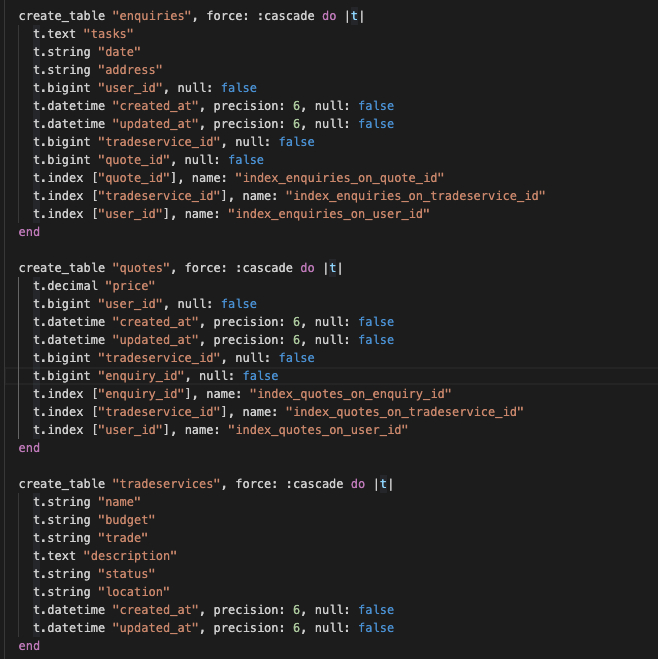 create_table "enquiries", force: :cascade do |t|
t.text "tasks"
t.string "date"
t.string "address"
t.bigint "user_id", null: false
t.datetime "created_at", precision: 6, null: false
t.datetime "updated_at", precision: 6, null: false
t.bigint "tradeservice_id", null: false
t.bigint "quote_id", null: false
t.index ["quote_id"], name: "index_enquiries_on_quote_id"
t.index ["tradeservice_id"], name: "index_enquiries_on_tradeservice_id"
t.index ["user_id"], name: "index_enquiries_on_user_id"
end
create_table "quotes", force: :cascade do |t|
t.decimal "price"
t.bigint "user_id", null: false
t.datetime "created_at", precision: 6, null: false
t.datetime "updated_at", precision: 6, null: false
t.bigint "tradeservice_id", null: false
t.bigint "enquiry_id", null: false
t.index ["enquiry_id"], name: "index_quotes_on_enquiry_id"
t.index ["tradeservice_id"], name: "index_quotes_on_tradeservice_id"
t.index ["user_id"], name: "index_quotes_on_user_id"
end
create_table "tradeservices", force: :cascade do |t|
t.string "name"
t.string "budget"
t.string "trade"
t.text "description"
t.string "status"
t.string "location"
t.datetime "created_at", precision: 6, null: false
t.datetime "updated_at", precision: 6, null: false
end